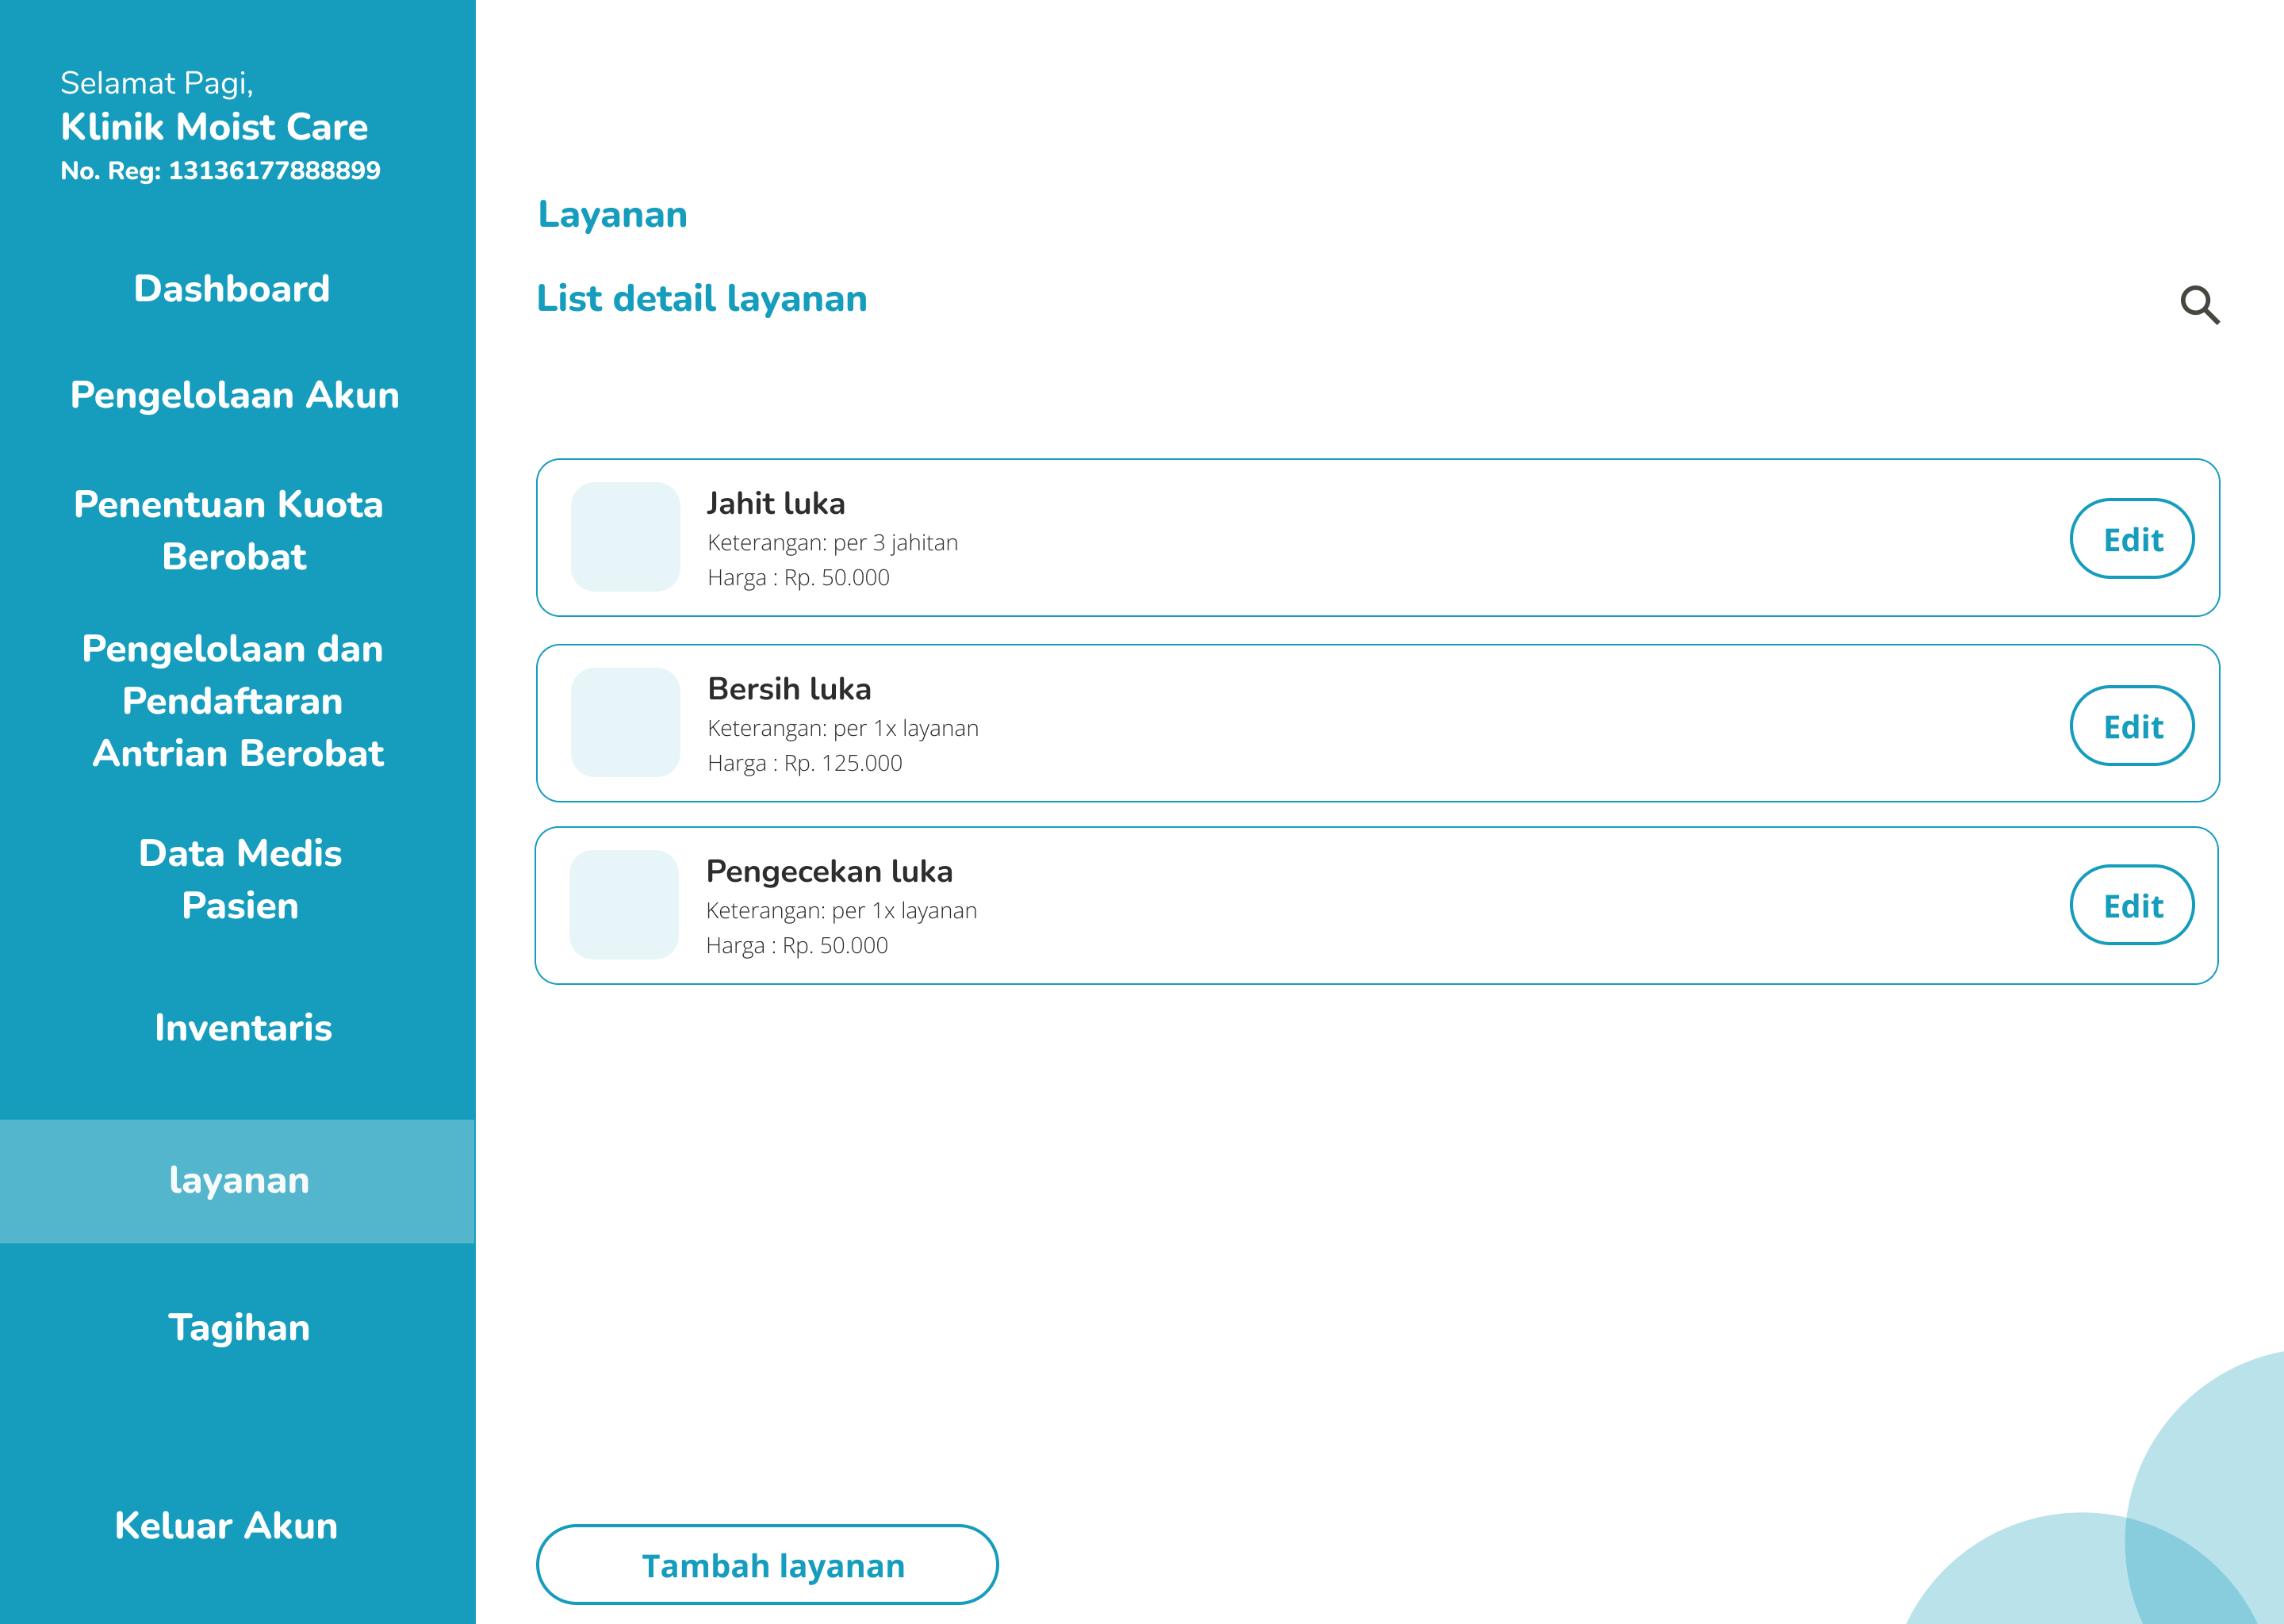 Selamat Pagi,
Klinik Moist Care
No. Reg: 13136177888899
Dashboard
Pengelolaan Akun
Penentuan Kuota
Berobat
Pengelolaan dan
Pendaftaran
Antrian Berobat
Data Medis
Pasien
Inventaris
layanan
Tagihan
Keluar Akun
Layanan
List detail layanan
Jahit luka
Keterangan: per 3 jahitan
Harga : Rp. 50.000
Edit
Bersih luka
Keterangan: per 1x layanan
Harga : Rp. 125.000
Edit
Pengecekan luka
Keterangan: per 1x layanan
Harga : Rp. 50.000
Edit
Tambah layanan